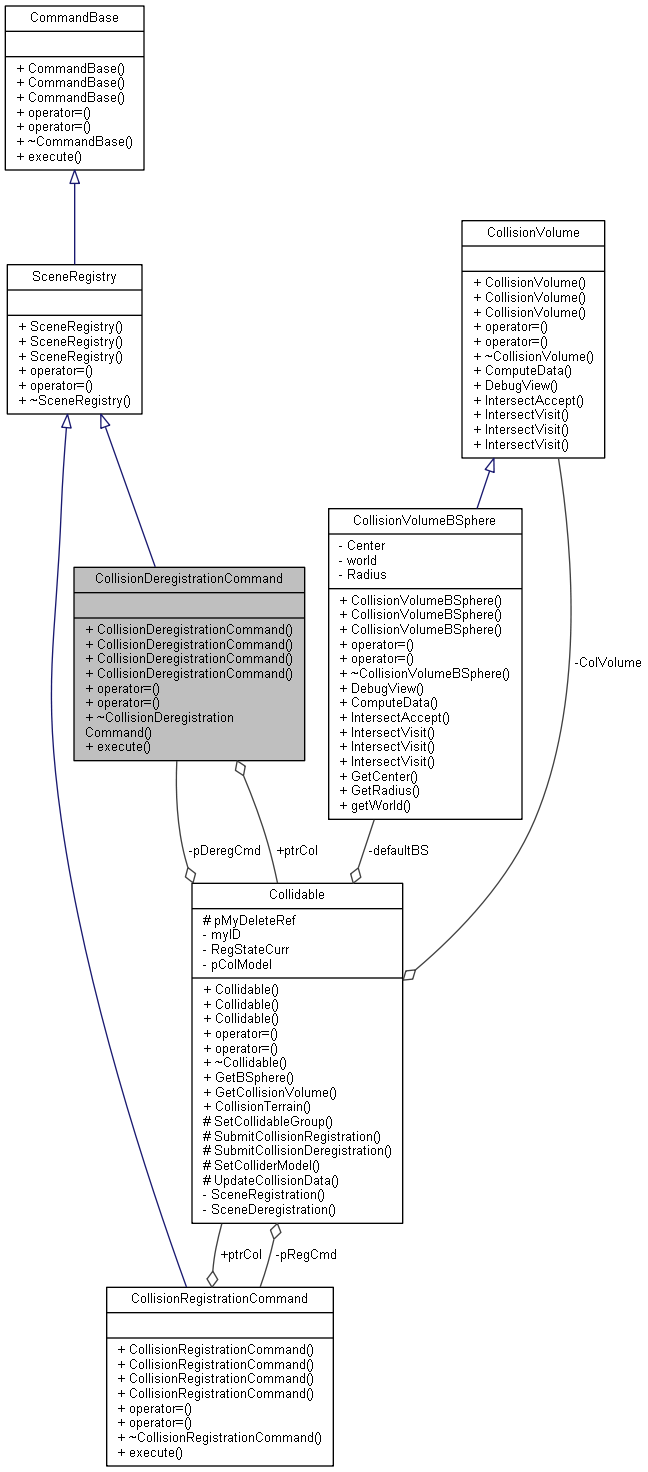 CommandBase
+ CommandBase()
+ CommandBase()
+ CommandBase()
+ operator=()
+ operator=()
+ ~CommandBase()
+ execute()
SceneRegistry
+ SceneRegistry()
+ SceneRegistry()
+ SceneRegistry()
+ operator=()
+ operator=()
+ ~SceneRegistry()
CollisionVolume
+ CollisionVolume()
+ CollisionVolume()
+ CollisionVolume()
+ operator=()
+ operator=()
+ ~CollisionVolume()
+ ComputeData()
+ DebugView()
+ IntersectAccept()
+ IntersectVisit()
+ IntersectVisit()
+ IntersectVisit()
CollisionVolumeBSphere
- Center
- world
- Radius
+ CollisionVolumeBSphere()
+ CollisionVolumeBSphere()
+ CollisionVolumeBSphere()
+ operator=()
+ operator=()
+ ~CollisionVolumeBSphere()
+ DebugView()
+ ComputeData()
+ IntersectAccept()
+ IntersectVisit()
+ IntersectVisit()
+ IntersectVisit()
+ GetCenter()
+ GetRadius()
+ getWorld()
CollisionDeregistrationCommand
+ CollisionDeregistrationCommand()
+ CollisionDeregistrationCommand()
+ CollisionDeregistrationCommand()
+ CollisionDeregistrationCommand()
+ operator=()
+ operator=()
+ ~CollisionDeregistration
Command()
+ execute()
-ColVolume
-pDeregCmd
+ptrCol
-defaultBS
Collidable
# pMyDeleteRef
- myID
- RegStateCurr
- pColModel
+ Collidable()
+ Collidable()
+ Collidable()
+ operator=()
+ operator=()
+ ~Collidable()
+ GetBSphere()
+ GetCollisionVolume()
+ CollisionTerrain()
# SetCollidableGroup()
# SubmitCollisionRegistration()
# SubmitCollisionDeregistration()
# SetColliderModel()
# UpdateCollisionData()
- SceneRegistration()
- SceneDeregistration()
+ptrCol
-pRegCmd
CollisionRegistrationCommand
+ CollisionRegistrationCommand()
+ CollisionRegistrationCommand()
+ CollisionRegistrationCommand()
+ CollisionRegistrationCommand()
+ operator=()
+ operator=()
+ ~CollisionRegistrationCommand()
+ execute()